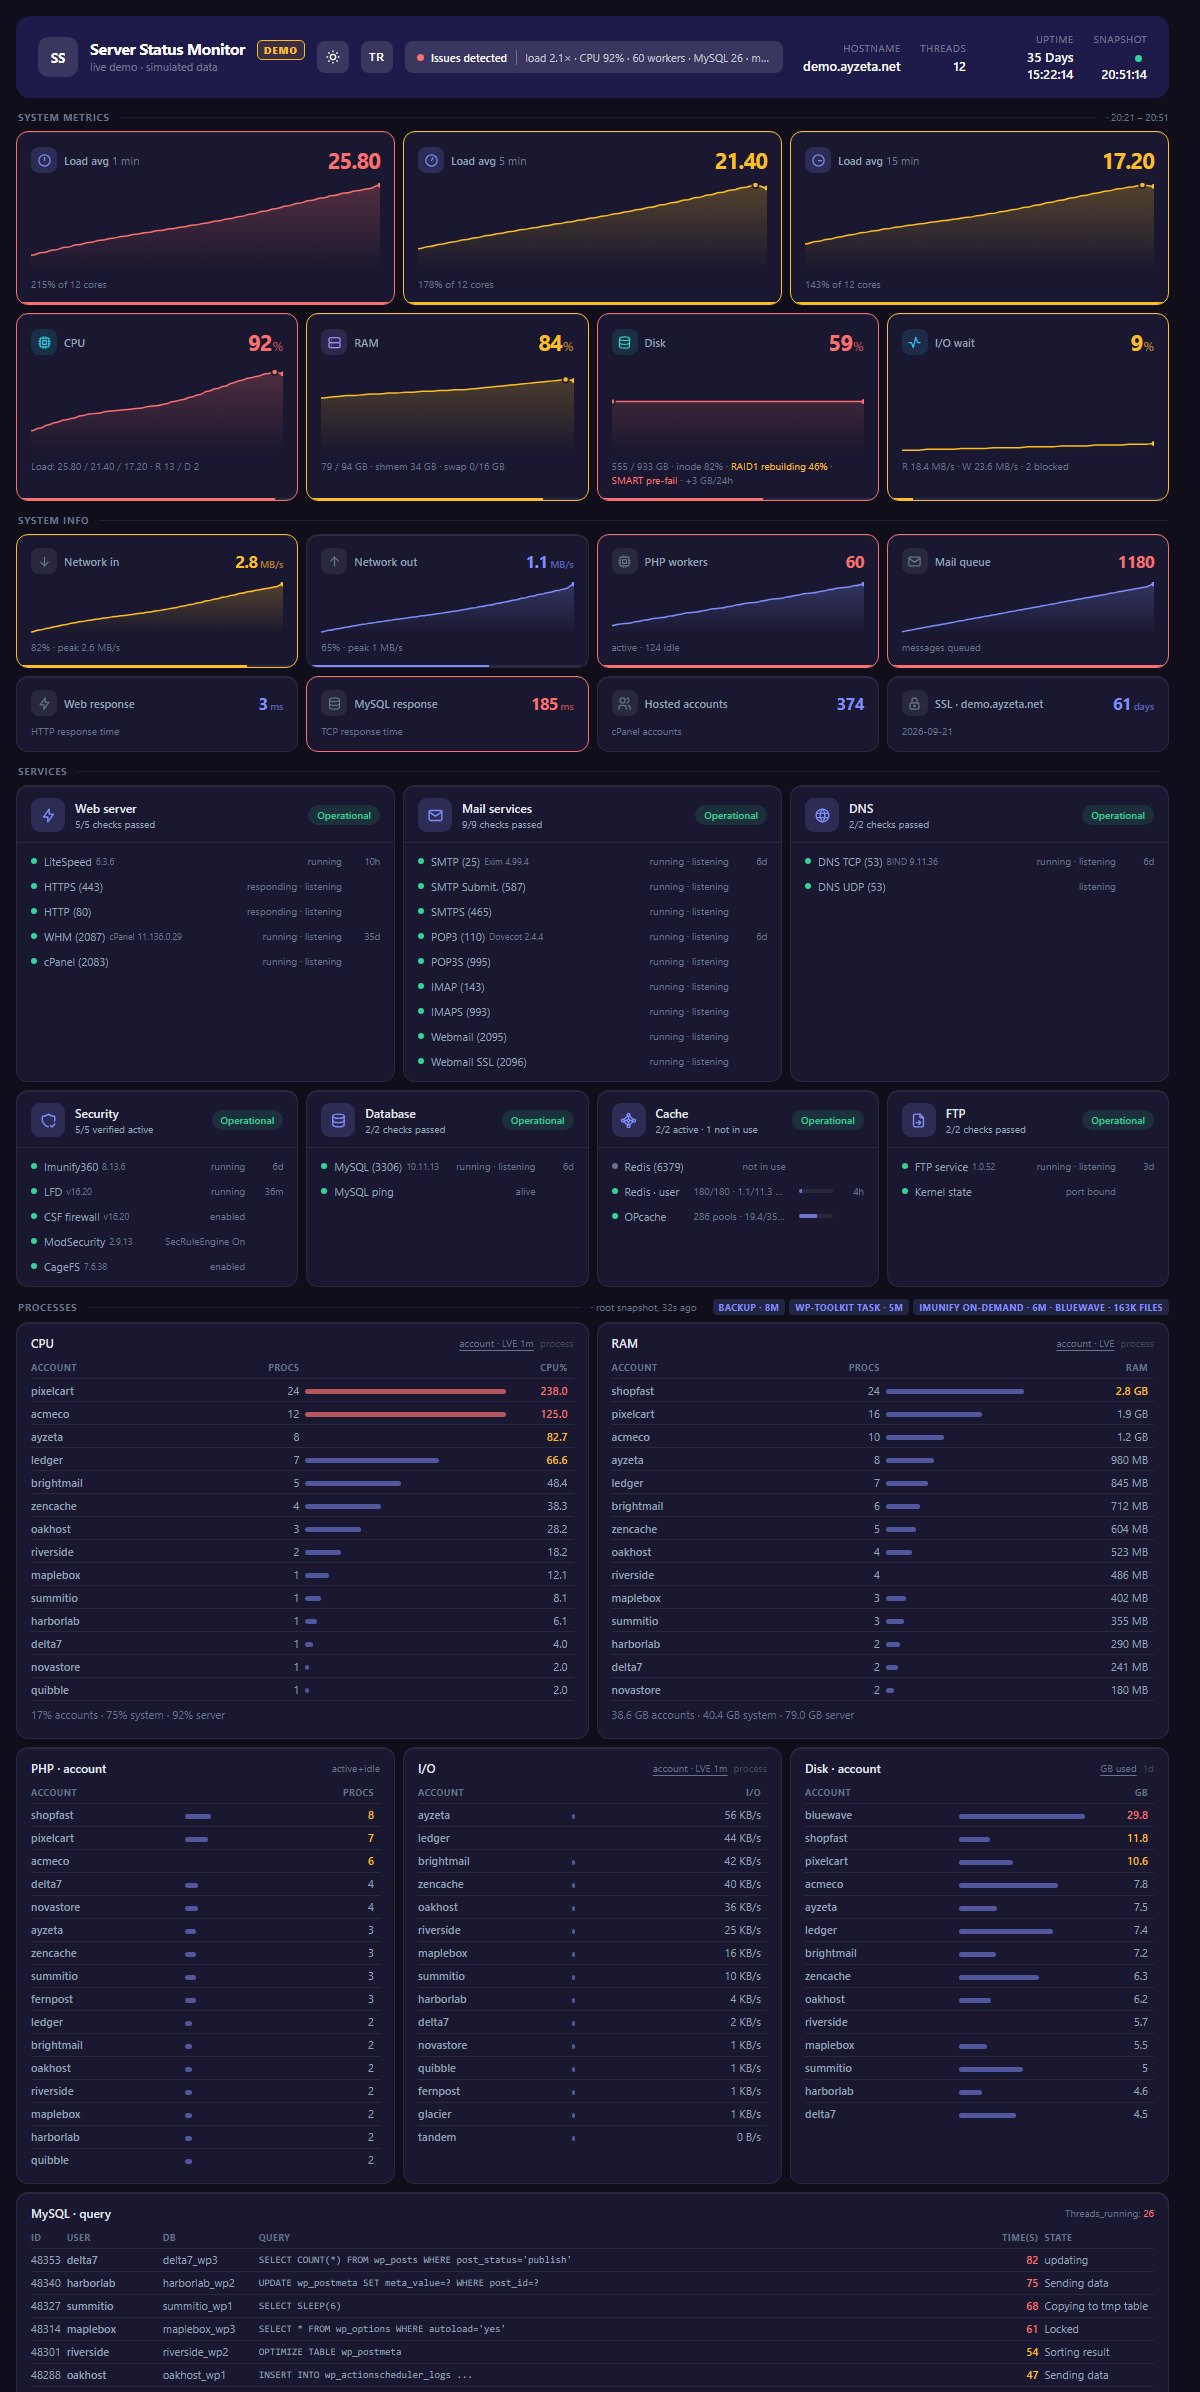 SS
Server Status Monitor DEMO
live demo · simulated data
TR
Issues detected | load 2.1× · CPU 92% · 60 workers · MySQL 26 · m...
HOSTNAME
demo.ayzeta.net
THREADS
12
UPTIME
35 Days
15:22:14
SNAPSHOT
20:51:14
SYSTEM METRICS · 20:21 – 20:51
Load avg 1 min 25.80
215% of 12 cores
Load avg 5 min 21.40
178% of 12 cores
Load avg 15 min 17.20
143% of 12 cores
CPU 92%
Load: 25.80 / 21.40 / 17.20 · R 13 / D 2
RAM 84%
79 / 94 GB · shmem 34 GB · swap 0/16 GB
Disk 59%
555 / 933 GB · inode 82% · RAID1 rebuilding 46% ·
SMART pre-fail · +3 GB/24h
I/O wait 9%
R 18.4 MB/s · W 23.6 MB/s · 2 blocked
SYSTEM INFO
Network in 2.8 MB/s
82% · peak 2.6 MB/s
Network out 1.1 MB/s
65% · peak 1 MB/s
PHP workers 60
active · 124 idle
Mail queue 1180
messages queued
Web response 3 ms
HTTP response time
MySQL response 185 ms
TCP response time
Hosted accounts 374
cPanel accounts
SSL · demo.ayzeta.net 61 days
2026-09-21
SERVICES
Web server Operational
5/5 checks passed
LiteSpeed 6.3.6 running 10h
HTTPS (443) responding · listening
HTTP (80) responding · listening
WHM (2087) cPanel 11.136.0.29 running · listening 35d
cPanel (2083) running · listening
Mail services Operational
9/9 checks passed
SMTP (25) Exim 4.99.4 running · listening 6d
SMTP Submit. (587) running · listening
SMTPS (465) running · listening
POP3 (110) Dovecot 2.4.4 running · listening 6d
POP3S (995) running · listening
IMAP (143) running · listening
IMAPS (993) running · listening
Webmail (2095) running · listening
Webmail SSL (2096) running · listening
DNS Operational
2/2 checks passed
DNS TCP (53) BIND 9.11.36 running · listening 6d
DNS UDP (53) listening
Security Operational
5/5 verified active
Imunify360 8.13.6 running 6d
LFD v16.20 running 36m
CSF firewall v16.20 enabled
ModSecurity 2.9.13 SecRuleEngine On
CageFS 7.6.38 enabled
Database Operational
2/2 checks passed
MySQL (3306) 10.11.13 running · listening 6d
MySQL ping alive
Cache Operational
2/2 active · 1 not in use
Redis (6379) not in use
Redis · user 180/180 · 1.1/11.3 ... 4h
OPcache 286 pools · 19.4/35...
FTP Operational
2/2 checks passed
FTP service 1.0.52 running · listening 3d
Kernel state port bound
PROCESSES · root snapshot, 32s ago BACKUP · 8M WP-TOOLKIT TASK · 5M IMUNIFY ON-DEMAND · 6M · BLUEWAVE · 163K FILES
CPU account · LVE 1m process
ACCOUNT PROCS CPU%
pixelcart 24 238.0
acmeco 12 125.0
ayzeta 8 82.7
ledger 7 66.6
brightmail 5 48.4
zencache 4 38.3
oakhost 3 28.2
riverside 2 18.2
maplebox 1 12.1
summitio 1 8.1
harborlab 1 6.1
delta7 1 4.0
novastore 1 2.0
quibble 1 2.0
17% accounts · 75% system · 92% server
RAM account · LVE process
ACCOUNT PROCS RAM
shopfast 24 2.8 GB
pixelcart 16 1.9 GB
acmeco 10 1.2 GB
ayzeta 8 980 MB
ledger 7 845 MB
brightmail 6 712 MB
zencache 5 604 MB
oakhost 4 523 MB
riverside 4 486 MB
maplebox 3 402 MB
summitio 3 355 MB
harborlab 2 290 MB
delta7 2 241 MB
novastore 2 180 MB
38.6 GB accounts · 40.4 GB system · 79.0 GB server
PHP · account active+idle
ACCOUNT PROCS
shopfast 8
pixelcart 7
acmeco 6
delta7 4
novastore 4
ayzeta 3
zencache 3
summitio 3
fernpost 3
ledger 2
brightmail 2
oakhost 2
riverside 2
maplebox 2
harborlab 2
quibble 2
I/O account · LVE 1m process
ACCOUNT I/O
ayzeta 56 KB/s
ledger 44 KB/s
brightmail 42 KB/s
zencache 40 KB/s
oakhost 36 KB/s
riverside 25 KB/s
maplebox 16 KB/s
summitio 10 KB/s
harborlab 4 KB/s
delta7 2 KB/s
novastore 1 KB/s
quibble 1 KB/s
fernpost 1 KB/s
glacier 1 KB/s
tandem 0 B/s
Disk · account GB used 1d
ACCOUNT GB
bluewave 29.8
shopfast 11.8
pixelcart 10.6
acmeco 7.8
ayzeta 7.5
ledger 7.4
brightmail 7.2
zencache 6.3
oakhost 6.2
riverside 5.7
maplebox 5.5
summitio 5
harborlab 4.6
delta7 4.5
MySQL · query Threads_running: 26
ID USER DB QUERY TIME(S) STATE
48353 delta7 delta7_wp3 SELECT COUNT(*) FROM wp_posts WHERE post_status='publish' 82 updating
48340 harborlab harborlab_wp2 UPDATE wp_postmeta SET meta_value=? WHERE post_id=? 75 Sending data
48327 summitio summitio_wp1 SELECT SLEEP(6) 68 Copying to tmp table
48314 maplebox maplebox_wp3 SELECT * FROM wp_options WHERE autoload='yes' 61 Locked
48301 riverside riverside_wp2 OPTIMIZE TABLE wp_postmeta 54 Sorting result
48288 oakhost oakhost_wp1 INSERT INTO wp_actionscheduler_logs ... 47 Sending data